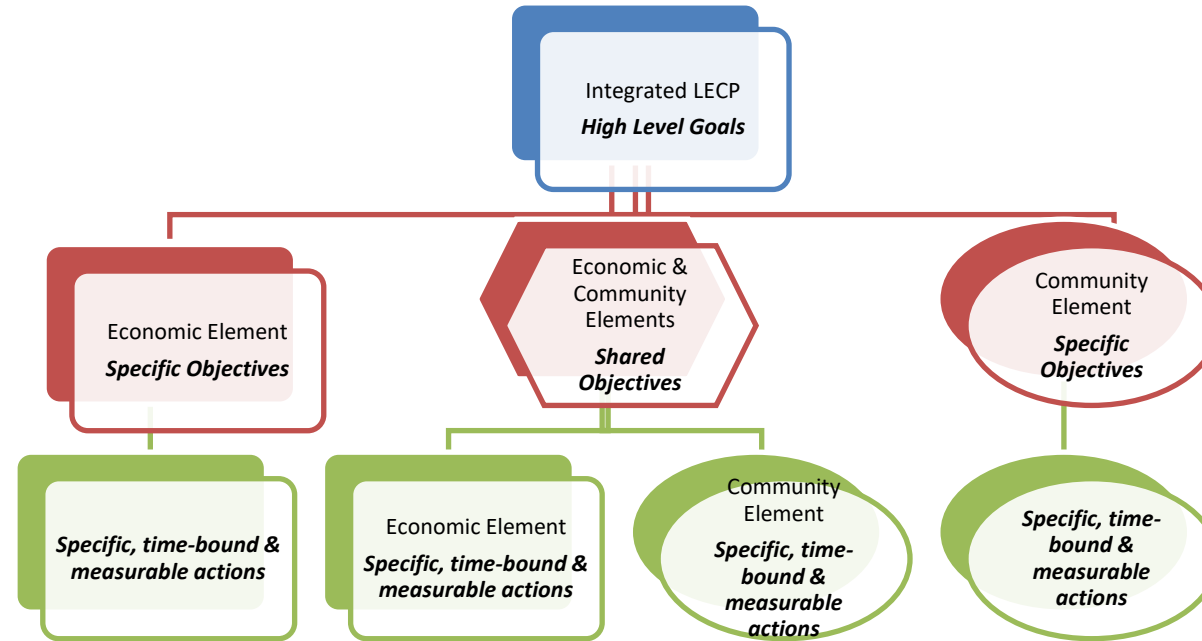 Integrated LECP
High Level Goals
Economic Element
Specific Objectives
Economic &
Community
Elements
Shared
Objectives
Community
Element
Specific
Objectives
Specific, time-bound &
measurable actions
Economic Element
Specific, time-bound &
measurable actions
Community
Element
Specific, time-
bound &
measurable
actions
Specific, time-
bound &
measurable
actions